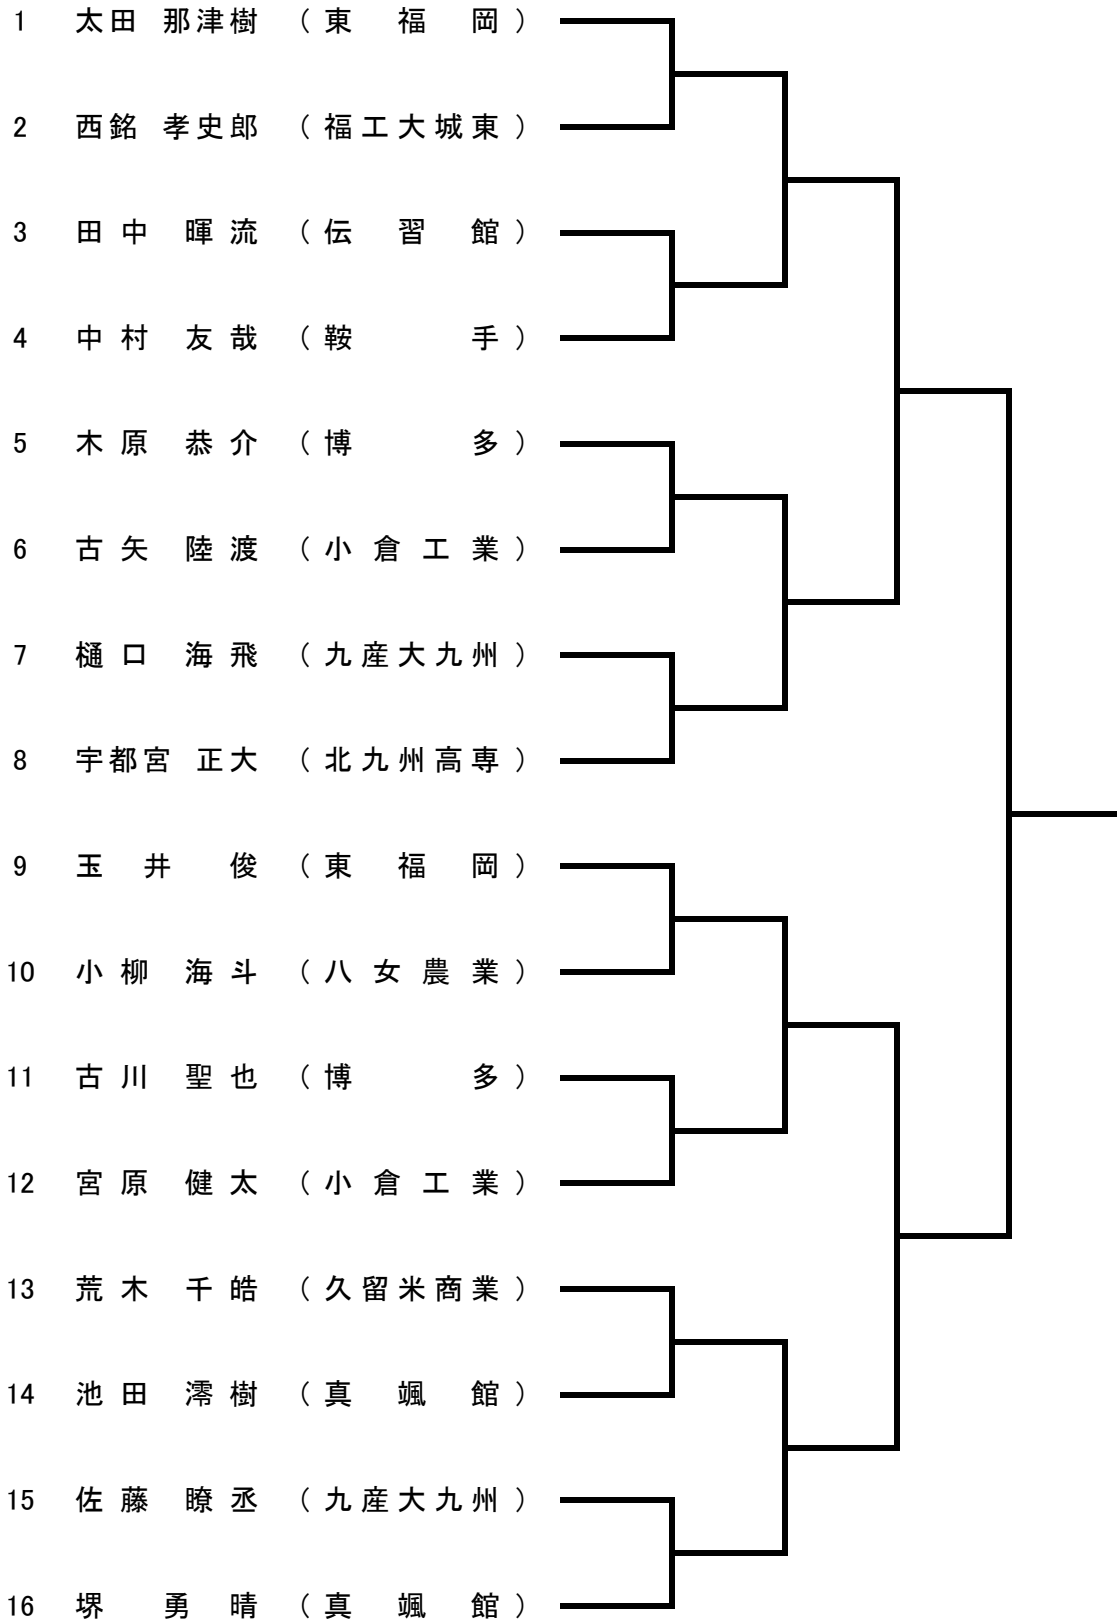 1 太田 那津樹 （東福岡）
2 西銘 孝史郎 （福工大城東）
3 田中 暉流 （伝習館）
4 中村 友哉 （鞍手）
5 木原 恭介 （博多）
6 古矢 陸渡 （小倉工業）
7 樋口 海飛 （九産大九州）
8 宇都宮 正大 （北九州高専）
9 玉井 俊 （東福岡）
10 小柳 海斗 （八女農業）
11 古川 聖也 （博多）
12 宮原 健太 （小倉工業）
13 荒木 千皓 （久留米商業）
14 池田 澪樹 （真颯館）
15 佐藤 瞭丞 （九産大九州）
16 堺 勇晴 （真颯館）